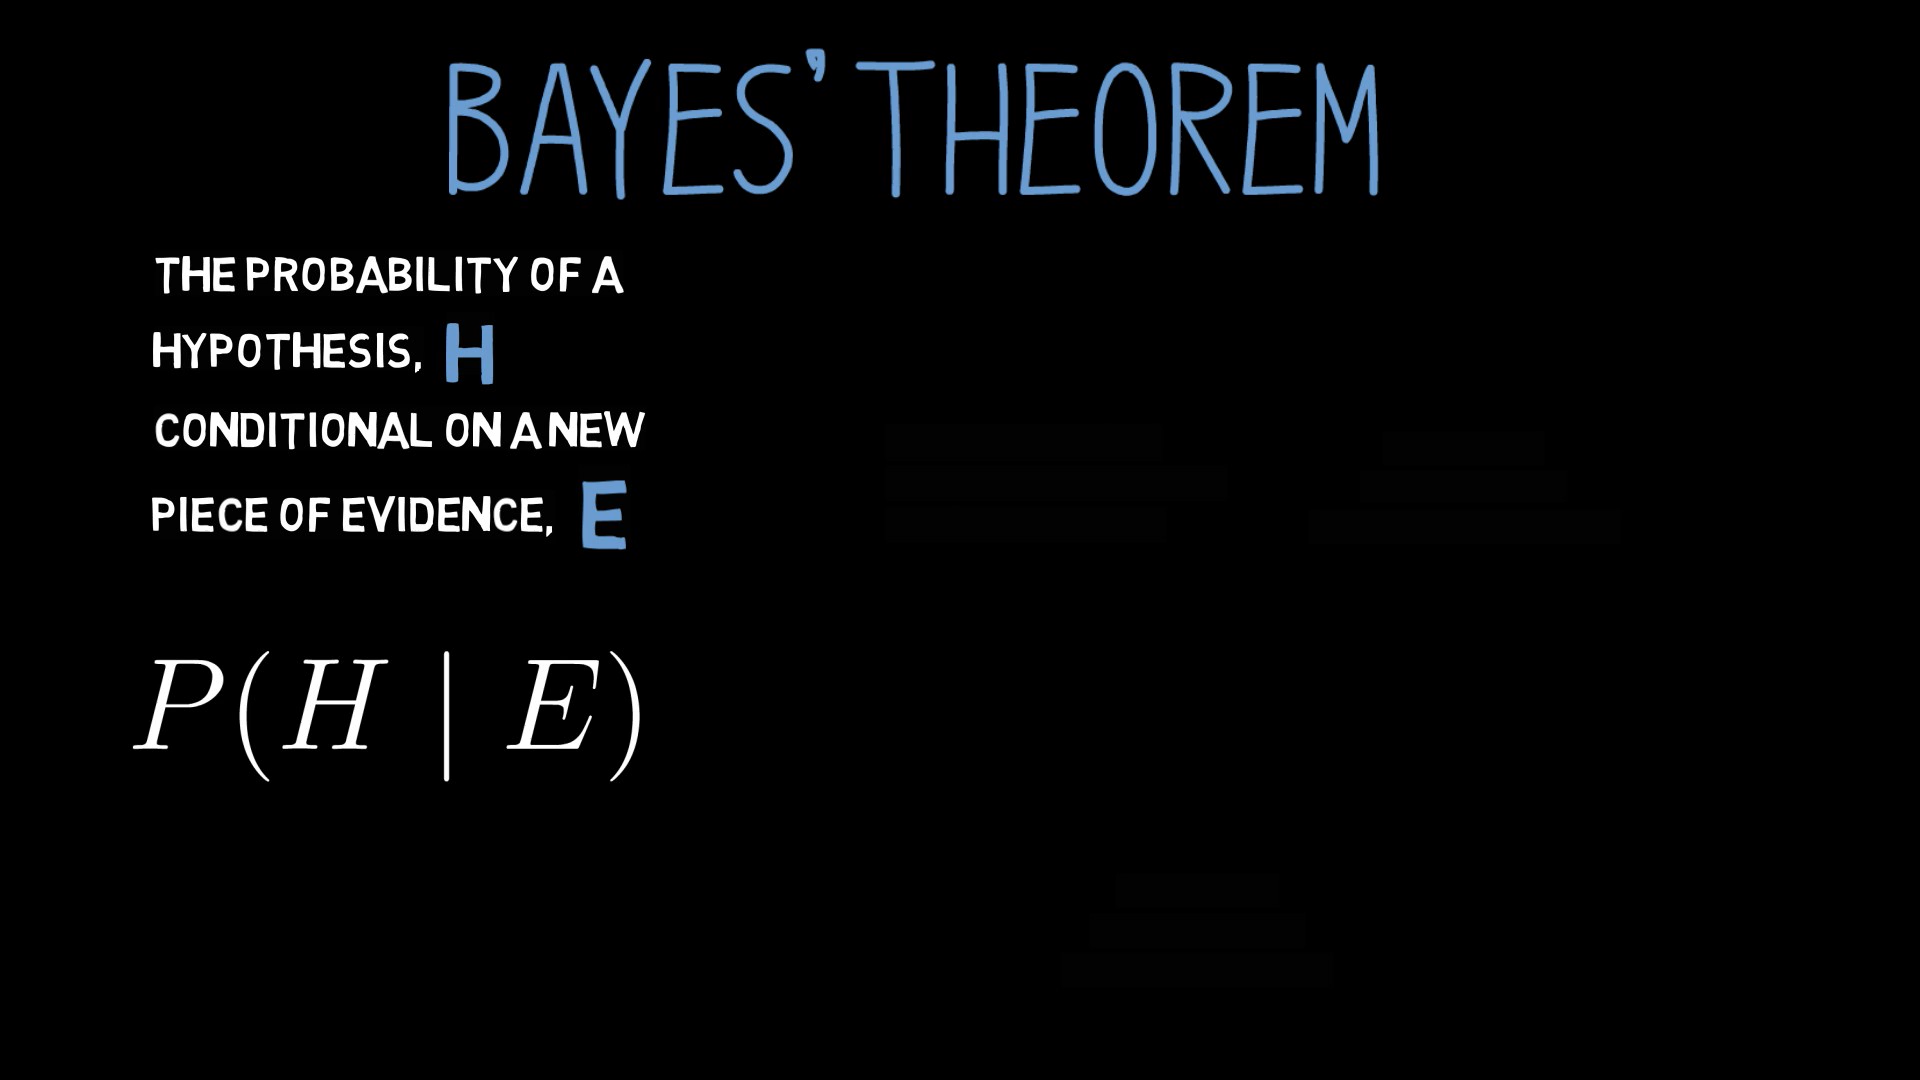 BAYES' THEOREM
THE PROBABILITY OF A
HYPOTHESIS, H
CONDITIONAL ON A NEW
PIECE OF EVIDENCE, E
P(H | E)